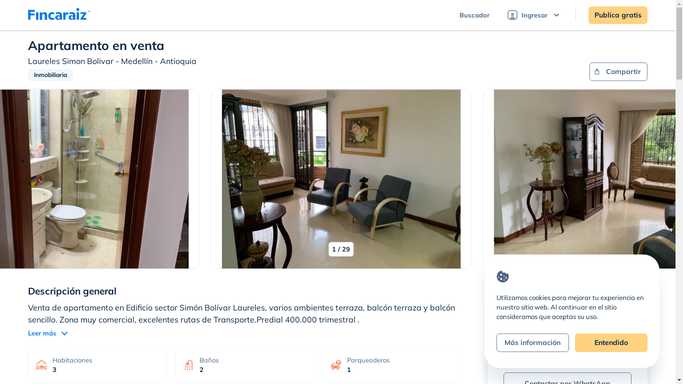 Fincaraiz
Buscador
Ingresar
Publica gratis
Apartamento en venta
Laureles Simon Bolivar - Medellín - Antioquia
Inmobiliaria
Compartir
1 / 29
Descripción general
Venta de apartamento en Edificio sector Simón Bolívar Laureles, varios ambientes terraza, balcón terraza y balcón
sencillo. Zona muy comercial, excelentes rutas de Transporte.Predial 400.000 trimestral .
Leer más
Habitaciones
3
Baños
2
Parqueaderos
1
Utilizamos cookies para mejorar tu experiencia en
nuestro sitio web. Al continuar en el sitio
consideramos que aceptas su uso.
Más información
Entendido
Contactar por WhatsApp